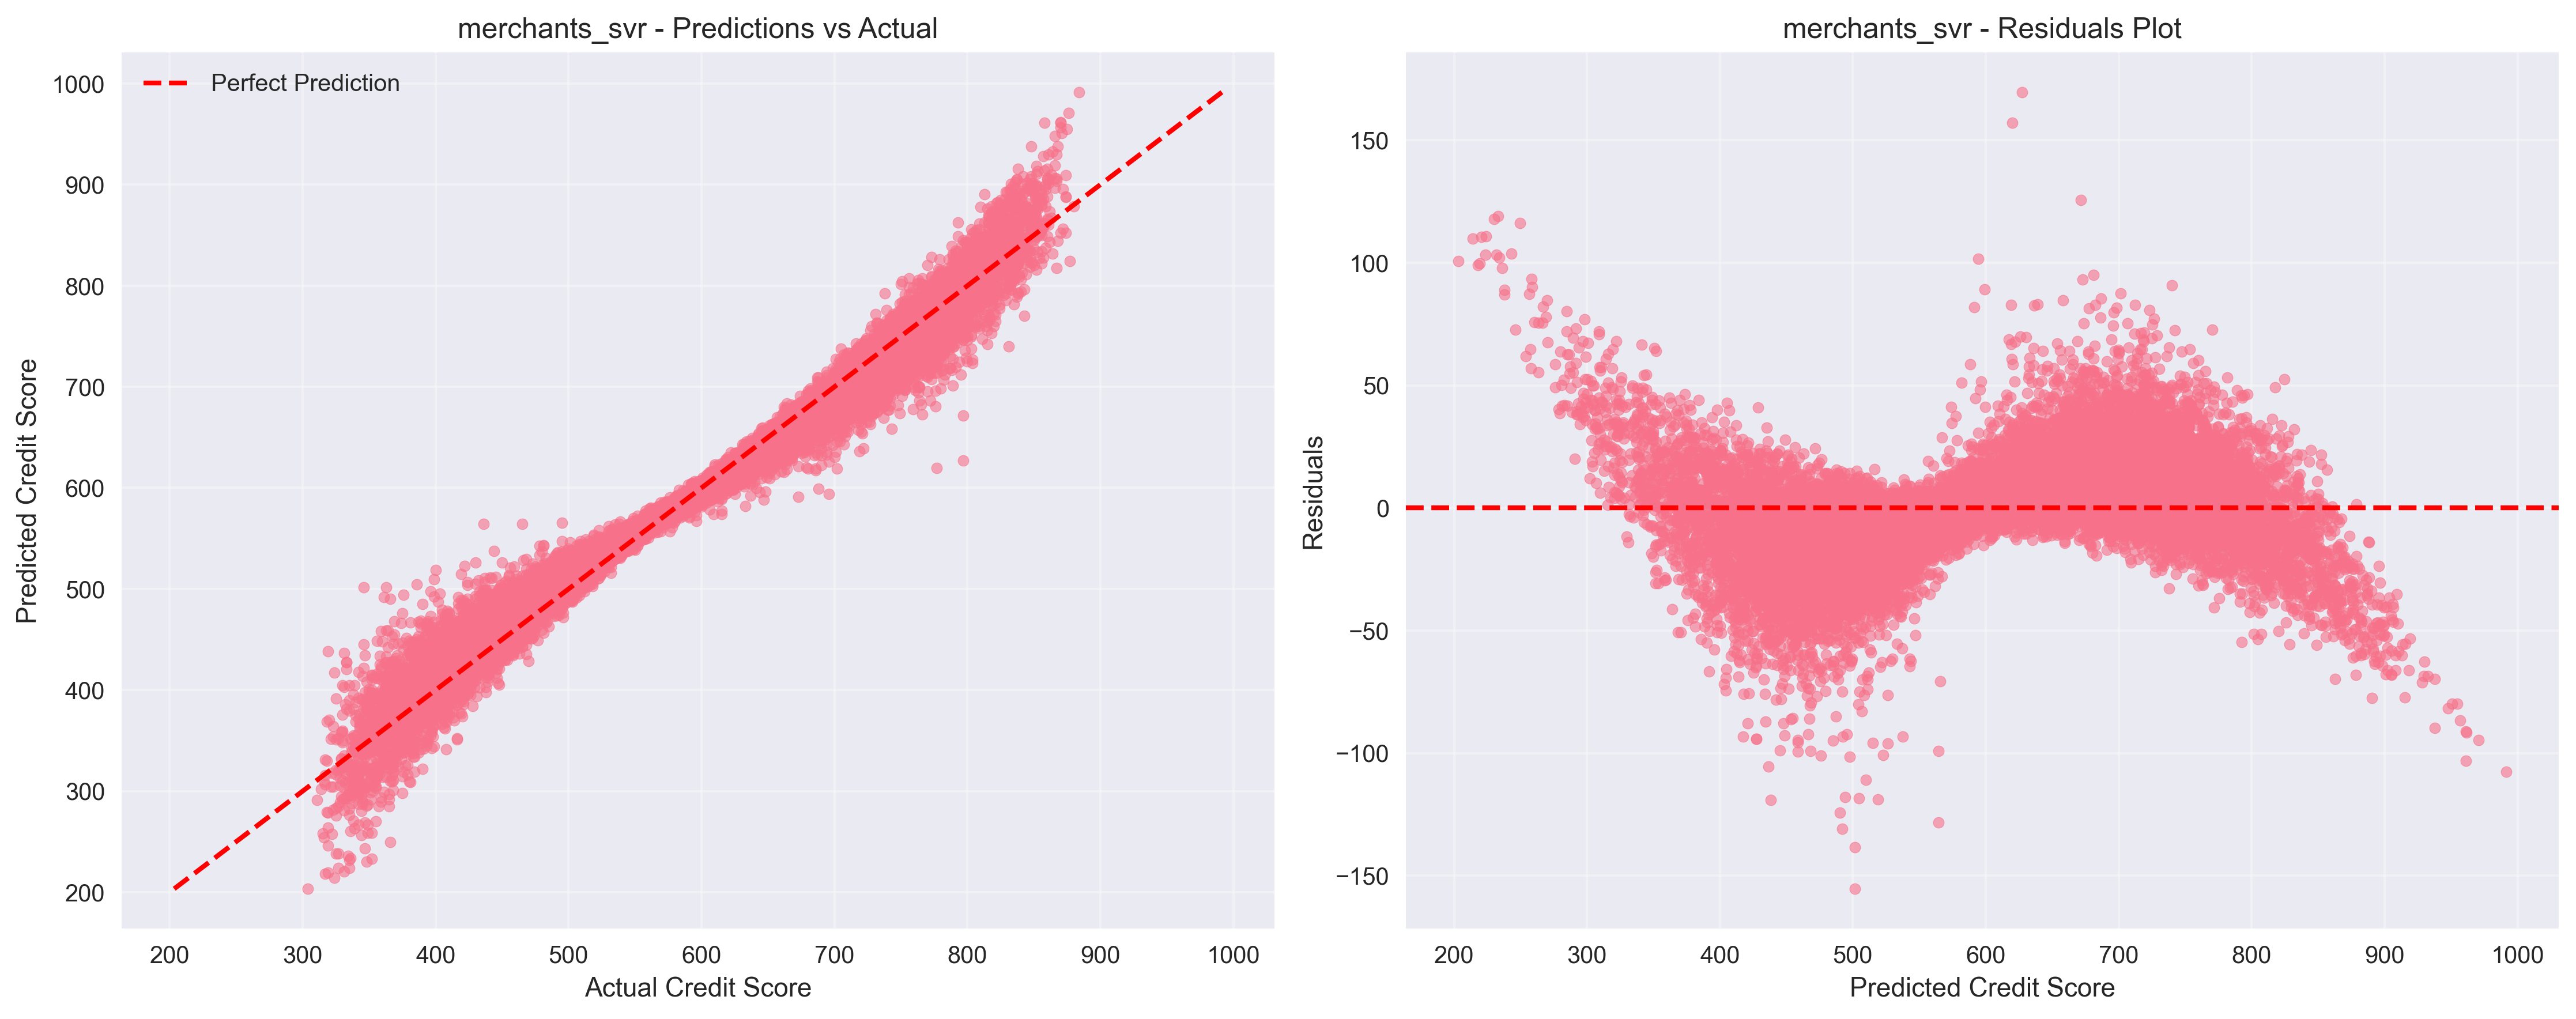 merchants_svr - Predictions vs Actual
Perfect Prediction
1000
900
800
700
600
500
400
300
200
Predicted Credit Score
200 300 400 500 600 700 800 900 1000
Actual Credit Score
merchants_svr - Residuals Plot
150
100
50
0
−50
−100
−150
Residuals
200 300 400 500 600 700 800 900 1000
Predicted Credit Score